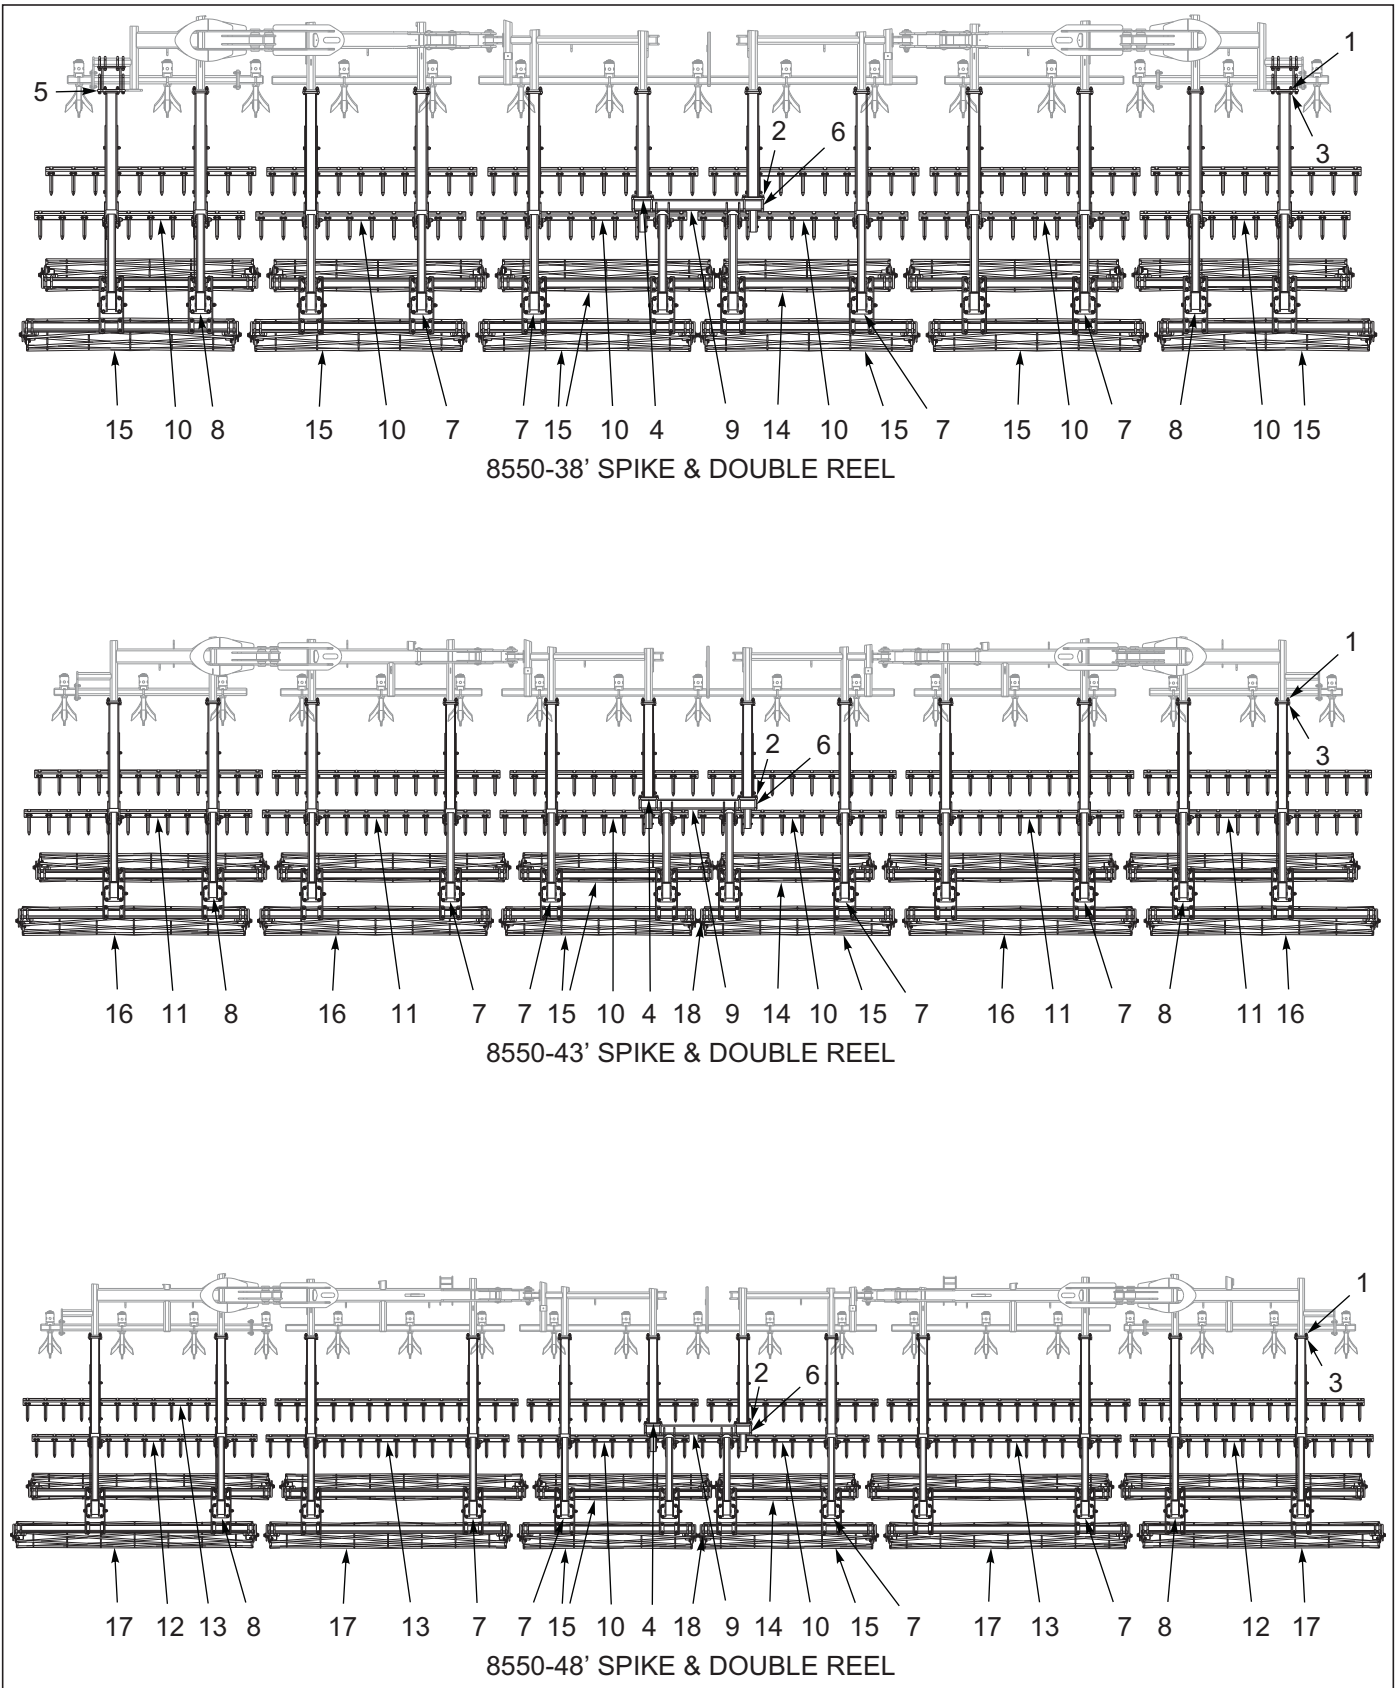 1
5
2 6
3
15 10 8 15 10 7 7 15 10 4 9 14 10 15 7 15 10 7 8 10 15
8550-38’ SPIKE & DOUBLE REEL
1
2 6
3
16 11 8 16 11 7 7 15 10 4 18 9 14 10 15 7 16 11 7 8 11 16
8550-43’ SPIKE & DOUBLE REEL
1
2 6
3
17 12 13 8 17 13 7 7 15 10 4 18 9 14 10 15 7 17 13 7 8 12 17
8550-48’ SPIKE & DOUBLE REEL